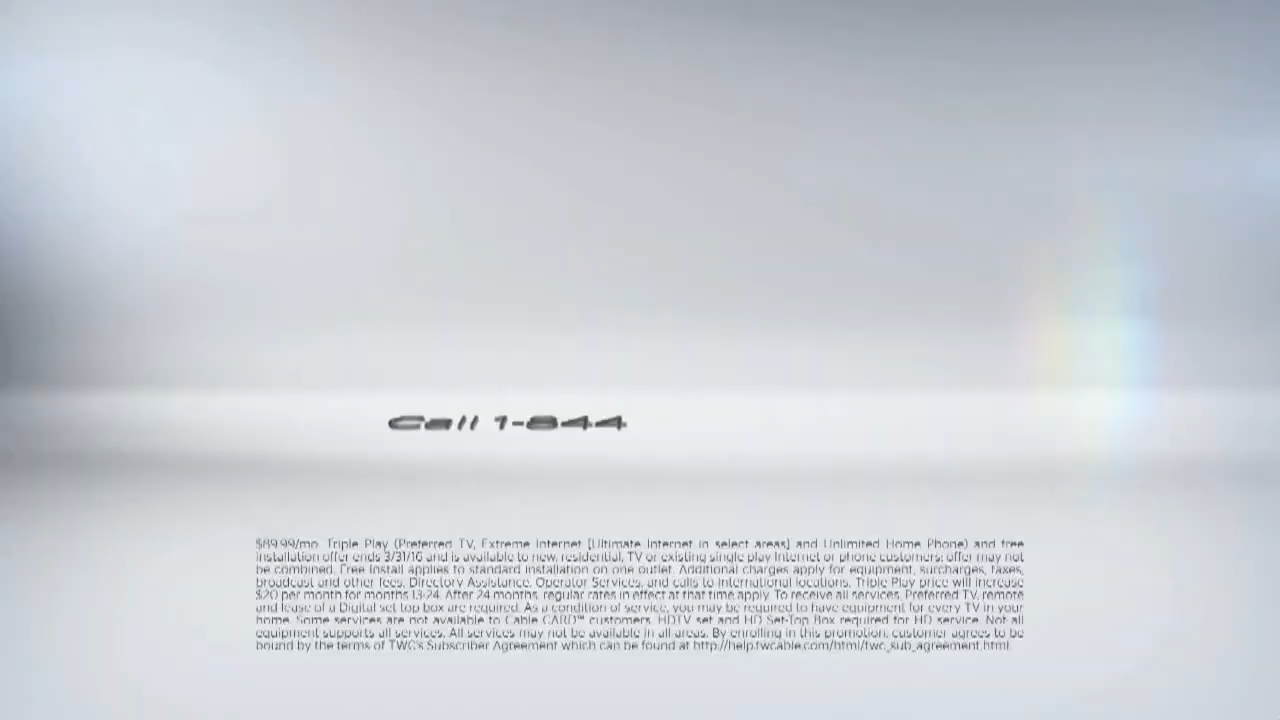 Call 1-844
$89.99/mo. Triple Play (Preferred TV, Extreme Internet [Ultimate Internet in select areas] and Unlimited Home Phone) and free
installation offer ends 3/31/16 and is available to new, residential, TV or existing single play Internet or phone customers; offer may not
be combined. Free install applies to standard installation on one outlet. Additional charges apply for equipment, surcharges, taxes,
broadcast and other fees, Directory Assistance, Operator Services, and calls to International locations. Triple Play price will increase
$20 per month for months 13-24. After 24 months, regular rates in effect at that time apply. To receive all services, Preferred TV, remote
and lease of a Digital set top box are required. As a condition of service, you may be required to have equipment for every TV in your
home. Some services are not available to Cable CARD™ customers. HDTV set and HD Set-Top Box required for HD service. Not all
equipment supports all services. All services may not be available in all areas. By enrolling in this promotion, customer agrees to be
bound by the terms of TWC's Subscriber Agreement which can be found at http://help.twcable.com/html/twc_sub_agreement.html.